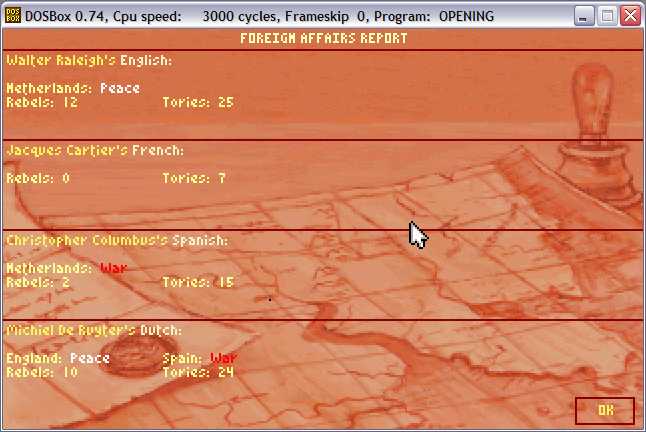 DOS
BOX
DOSBox 0.74, Cpu speed: 3000 cycles, Frameskip 0, Program: OPENING
FOREIGN AFFAIRS REPORT
Walter Raleigh's English:
Netherlands: Peace
Rebels: 12 Tories: 25
Jacques Cartier's French:
Rebels: 0 Tories: 7
Christopher Columbus's Spanish:
Netherlands: War
Rebels: 2 Tories: 15
Michiel De Ruyter's Dutch:
England: Peace Spain: War
Rebels: 10 Tories: 24
OK